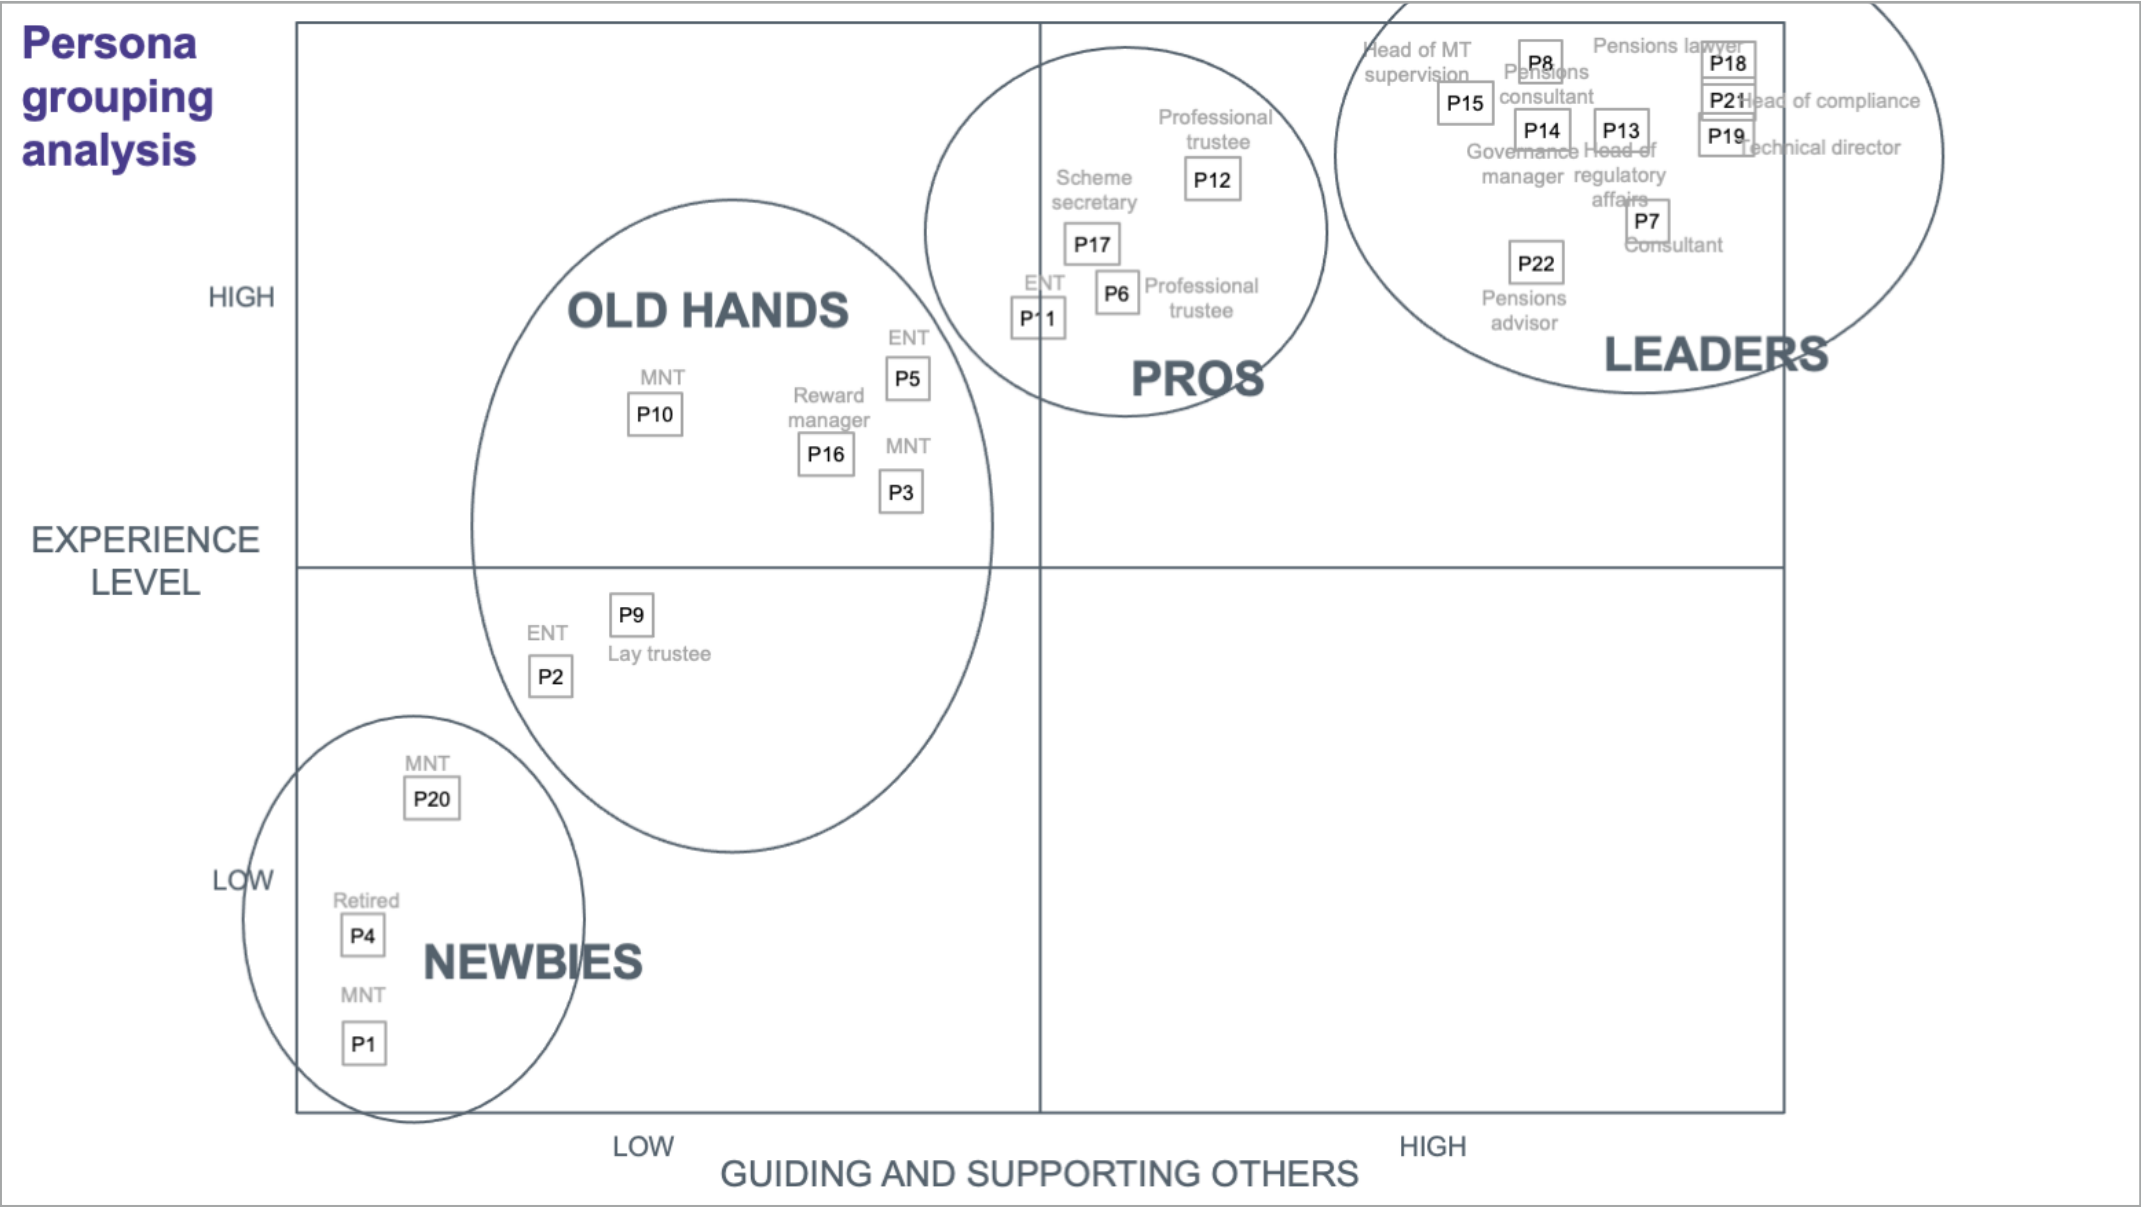 Persona
grouping
analysis
Head of MT
supervision
P15
P8
Pensions
consultant
Pensions lawyer
P18
P21
Head of compliance
P19
Technical director
P14
Governance
manager
P13
Head of
regulatory
affairs
P7
Consultant
P22
Pensions
advisor
LEADERS
Professional
trustee
P12
Scheme
secretary
P17
ENT
P11
P6
Professional
trustee
PROS
HIGH
OLD HANDS
ENT
P5
MNT
P10
Reward
manager
P16
MNT
P3
EXPERIENCE
LEVEL
P9
Lay trustee
ENT
P2
MNT
P20
LOW
Retired
P4
NEWBIES
MNT
P1
LOW
HIGH
GUIDING AND SUPPORTING OTHERS